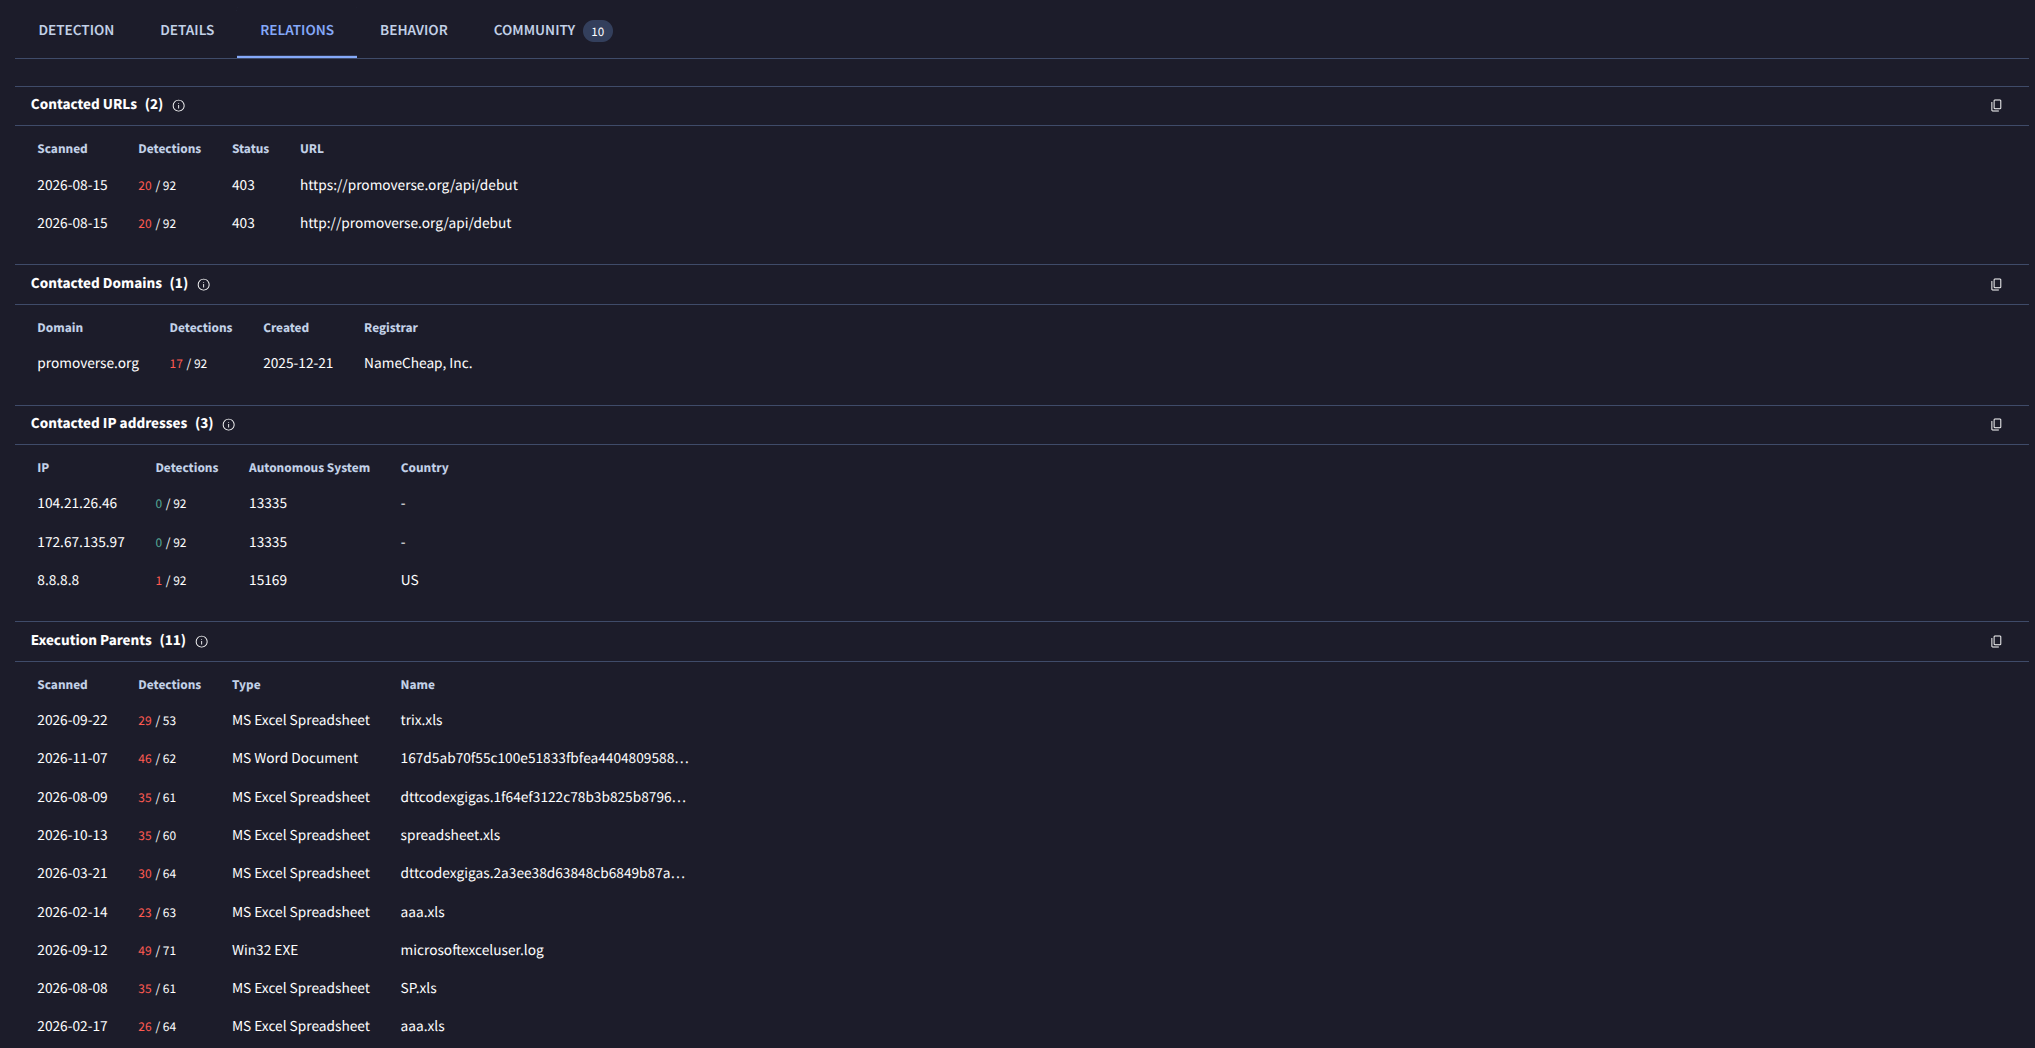 DETECTION DETAILS RELATIONS BEHAVIOR COMMUNITY 10
Contacted URLs (2)
Scanned Detections Status URL
2026-08-15 20 / 92 403 https://promoverse.org/api/debut
2026-08-15 20 / 92 403 http://promoverse.org/api/debut
Contacted Domains (1)
Domain Detections Created Registrar
promoverse.org 17 / 92 2025-12-21 NameCheap, Inc.
Contacted IP addresses (3)
IP Detections Autonomous System Country
104.21.26.46 0 / 92 13335 -
172.67.135.97 0 / 92 13335 -
8.8.8.8 1 / 92 15169 US
Execution Parents (11)
Scanned Detections Type Name
2026-09-22 29 / 53 MS Excel Spreadsheet trix.xls
2026-11-07 46 / 62 MS Word Document 167d5ab70f55c100e51833fbfea4404809588...
2026-08-09 35 / 61 MS Excel Spreadsheet dttcodexgigas.1f64ef3122c78b3b825b8796...
2026-10-13 35 / 60 MS Excel Spreadsheet spreadsheet.xls
2026-03-21 30 / 64 MS Excel Spreadsheet dttcodexgigas.2a3ee38d63848cb6849b87a...
2026-02-14 23 / 63 MS Excel Spreadsheet aaa.xls
2026-09-12 49 / 71 Win32 EXE microsoftexceluser.log
2026-08-08 35 / 61 MS Excel Spreadsheet SP.xls
2026-02-17 26 / 64 MS Excel Spreadsheet aaa.xls